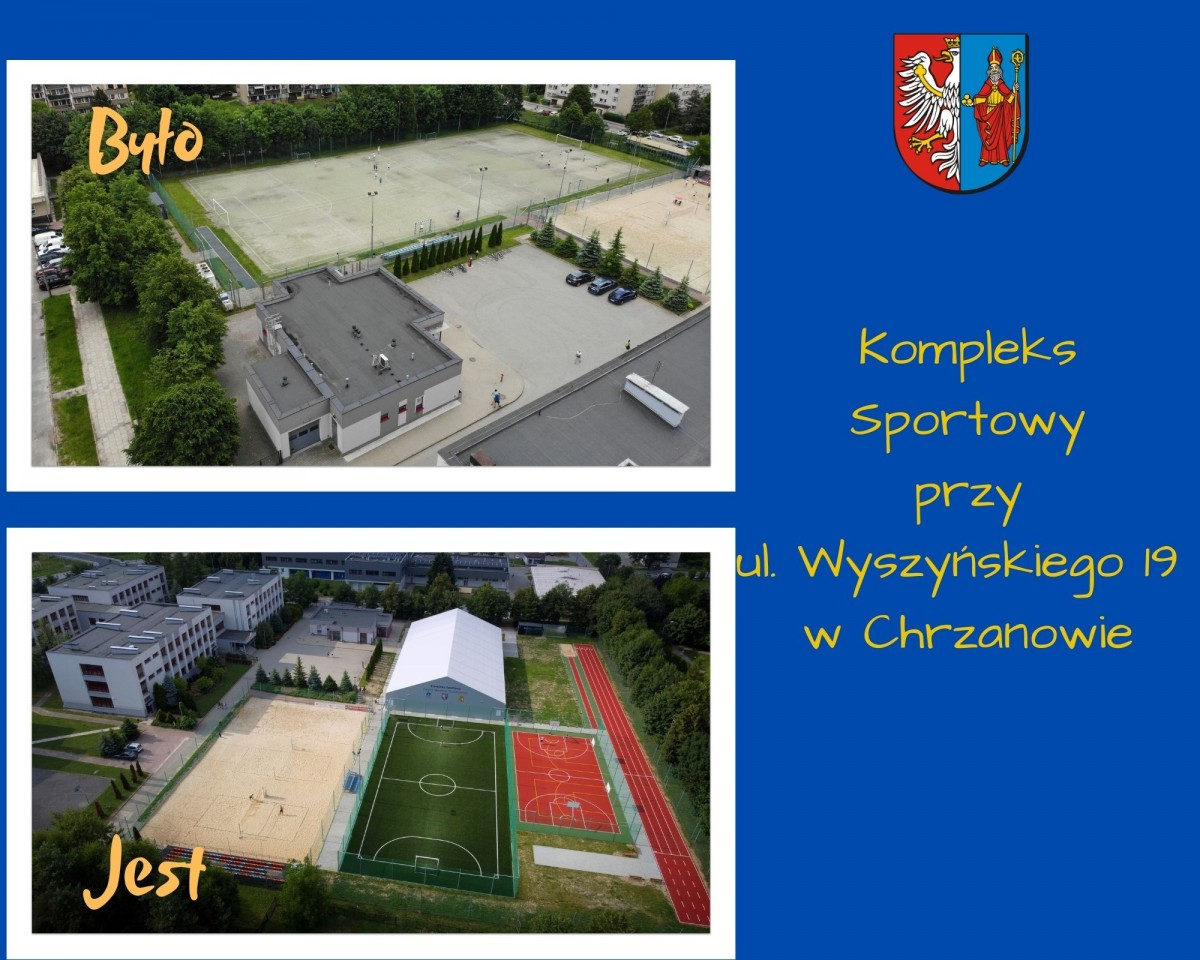 Było
Kompleks
Sportowy
przy
ul. Wyszyńskiego 19
w Chrzanowie
Jest